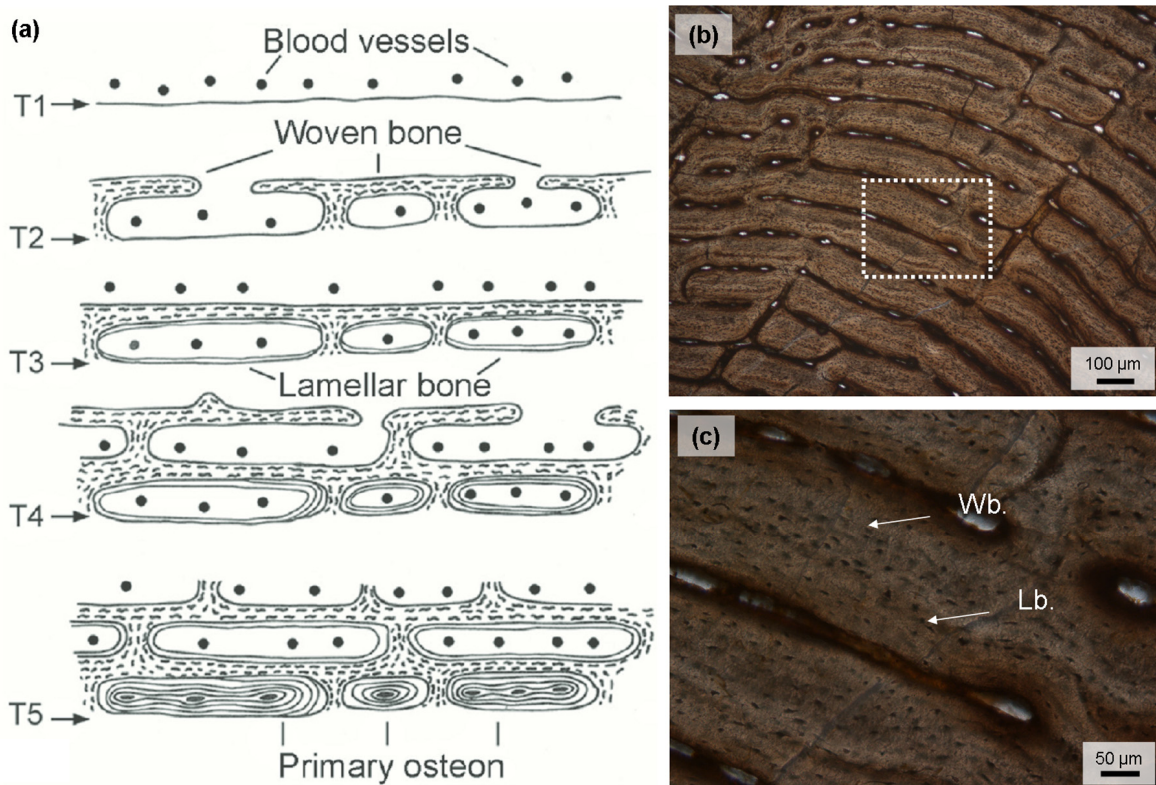 (a)
Blood vessels
T1
Woven bone
T2
T3
Lamellar bone
T4
T5
Primary osteon
(b)
100 µm
(c)
Wb.
Lb.
50 µm